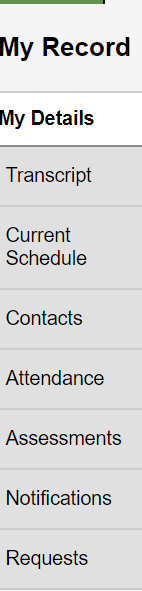 My Record
My Details
Transcript
Current
Schedule
Contacts
Attendance
Assessments
Notifications
Requests